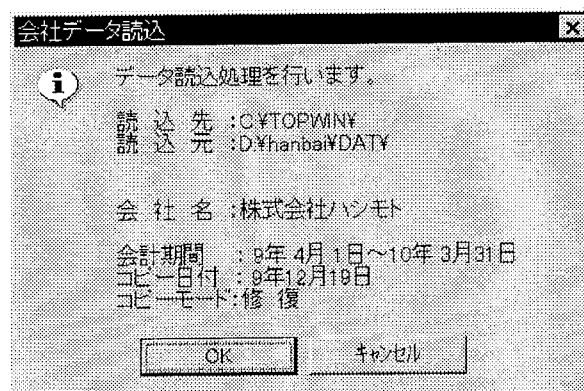 会社データ読込
データ読込処理を行います。
読 込 先 :C:¥TOPWIN¥
読 込 元 :D:¥hanbai¥DAT¥
会 社 名 :株式会社ハシモト
会計期間 : 9年 4月 1日～10年 3月31日
コピー日付 : 9年12月19日
コピーモード:修 復
OK キャンセル